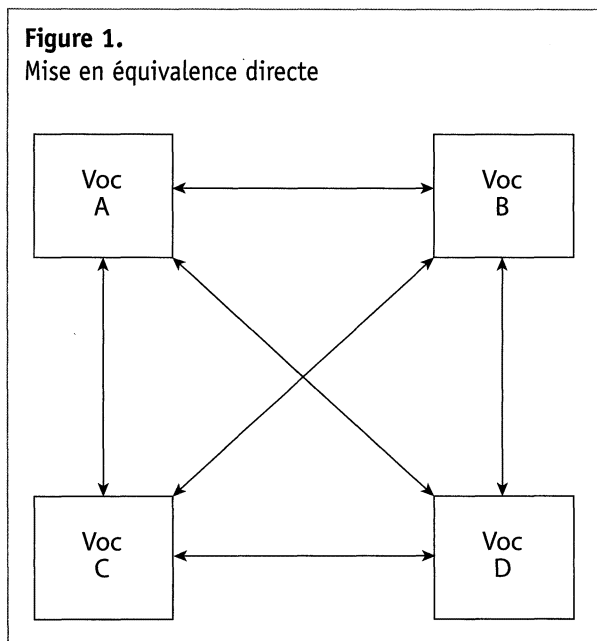 Figure 1.
Mise en équivalence directe
Voc
A
Voc
B
Voc
C
Voc
D